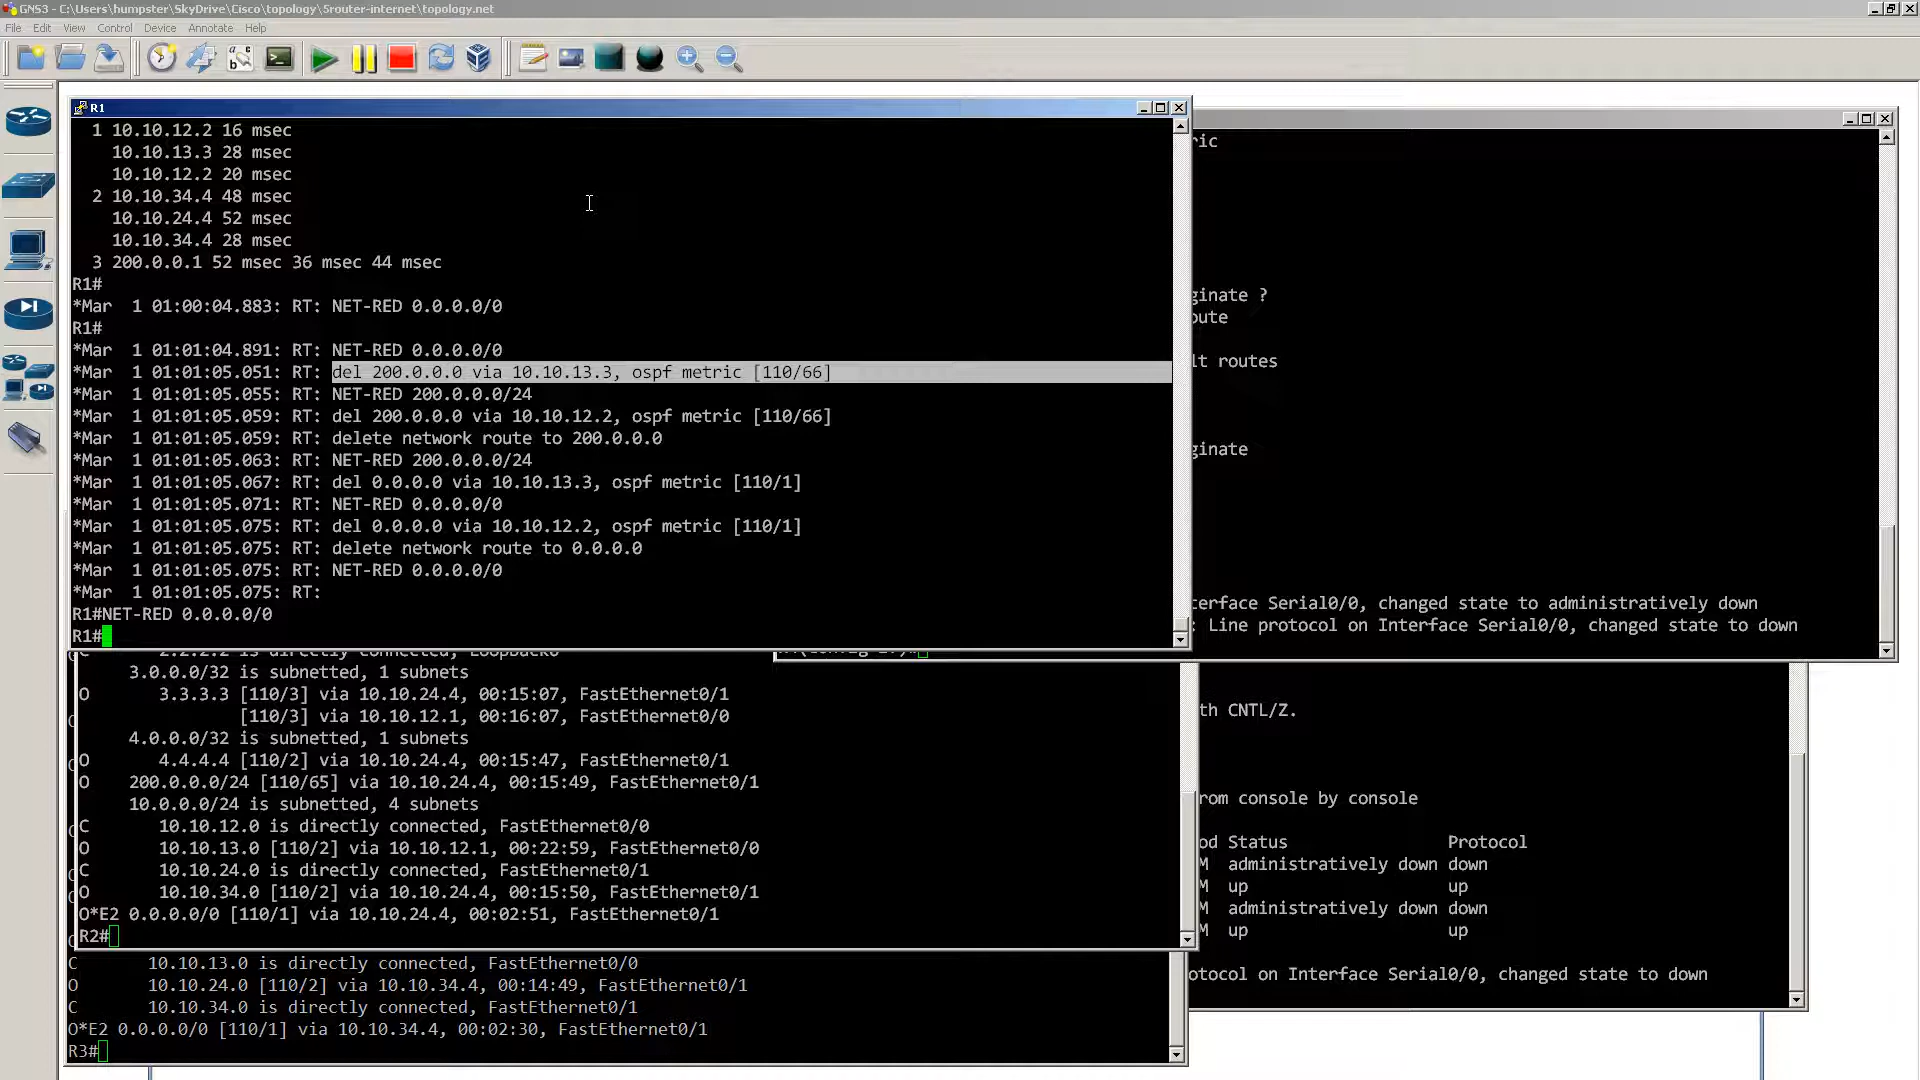 GNS3 - C:\Users\humpster\SkyDrive\Cisco\topology\5router-internet\topology.net
File Edit View Control Device Annotate Help
R1
1 10.10.12.2 16 msec
10.10.13.3 28 msec
10.10.12.2 20 msec
2 10.10.34.4 48 msec
10.10.24.4 52 msec
10.10.34.4 28 msec
3 200.0.0.1 52 msec 36 msec 44 msec
R1#
*Mar  1 01:00:04.883: RT: NET-RED 0.0.0.0/0
R1#
*Mar  1 01:01:04.891: RT: NET-RED 0.0.0.0/0
*Mar  1 01:01:05.051: RT: del 200.0.0.0 via 10.10.13.3, ospf metric [110/66]
*Mar  1 01:01:05.055: RT: NET-RED 200.0.0.0/24
*Mar  1 01:01:05.059: RT: del 200.0.0.0 via 10.10.12.2, ospf metric [110/66]
*Mar  1 01:01:05.059: RT: delete network route to 200.0.0.0
*Mar  1 01:01:05.063: RT: NET-RED 200.0.0.0/24
*Mar  1 01:01:05.067: RT: del 0.0.0.0 via 10.10.13.3, ospf metric [110/1]
*Mar  1 01:01:05.071: RT: NET-RED 0.0.0.0/0
*Mar  1 01:01:05.075: RT: del 0.0.0.0 via 10.10.12.2, ospf metric [110/1]
*Mar  1 01:01:05.075: RT: delete network route to 0.0.0.0
*Mar  1 01:01:05.075: RT: NET-RED 0.0.0.0/0
*Mar  1 01:01:05.075: RT:
R1#NET-RED 0.0.0.0/0
R1#
ric
ginate ?
oute
lt routes
ginate
terface Serial0/0, changed state to administratively down
: Line protocol on Interface Serial0/0, changed state to down
C 2.2.2.2 is directly connected, Loopback0
3.0.0.0/32 is subnetted, 1 subnets
O 3.3.3.3 [110/3] via 10.10.24.4, 00:15:07, FastEthernet0/1
[110/3] via 10.10.12.1, 00:16:07, FastEthernet0/0
4.0.0.0/32 is subnetted, 1 subnets
O 4.4.4.4 [110/2] via 10.10.24.4, 00:15:47, FastEthernet0/1
O 200.0.0.0/24 [110/65] via 10.10.24.4, 00:15:49, FastEthernet0/1
10.0.0.0/24 is subnetted, 4 subnets
C 10.10.12.0 is directly connected, FastEthernet0/0
O 10.10.13.0 [110/2] via 10.10.12.1, 00:22:59, FastEthernet0/0
C 10.10.24.0 is directly connected, FastEthernet0/1
O 10.10.34.0 [110/2] via 10.10.24.4, 00:15:50, FastEthernet0/1
O*E2 0.0.0.0/0 [110/1] via 10.10.24.4, 00:02:51, FastEthernet0/1
R2#
C 10.10.13.0 is directly connected, FastEthernet0/0
O 10.10.24.0 [110/2] via 10.10.34.4, 00:14:49, FastEthernet0/1
C 10.10.34.0 is directly connected, FastEthernet0/1
O*E2 0.0.0.0/0 [110/1] via 10.10.34.4, 00:02:30, FastEthernet0/1
R3#
th CNTL/Z.
rom console by console
od Status Protocol
M administratively down down
M up up
M administratively down down
M up up
otocol on Interface Serial0/0, changed state to down